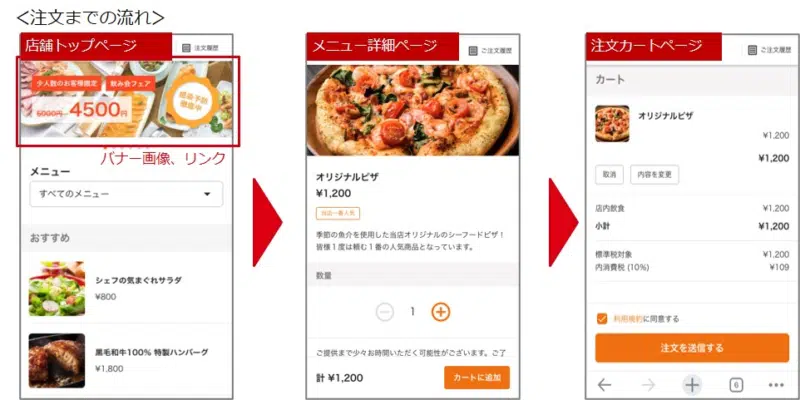 ＜注文までの流れ＞
店舗トップページ
注文履歴
少人数のお客様限定 飲み会フェア
5000円 4500円
感染予防
徹底中
バナー画像、リンク
メニュー
すべてのメニュー
おすすめ
シェフの気まぐれサラダ
¥800
黒毛和牛100% 特製ハンバーグ
¥1,800
メニュー詳細ページ
ご注文履歴
オリジナルピザ
¥1,200
当店一番人気
季節の魚介を使用した当店オリジナルのシーフードピザ！
皆様１度は頼む１番の人気商品となっています。
数量
1
ご提供まで少々お時間いただく可能性がございます。ご了
計 ¥1,200
カートに追加
注文カートページ
ご注文履歴
カート
オリジナルピザ
¥1,200
¥1,200
取消 内容を変更
店内飲食 ¥1,200
小計 ¥1,200
標準税対象 ¥1,200
内消費税 (10%) ¥109
利用規約に同意する
注文を送信する
6